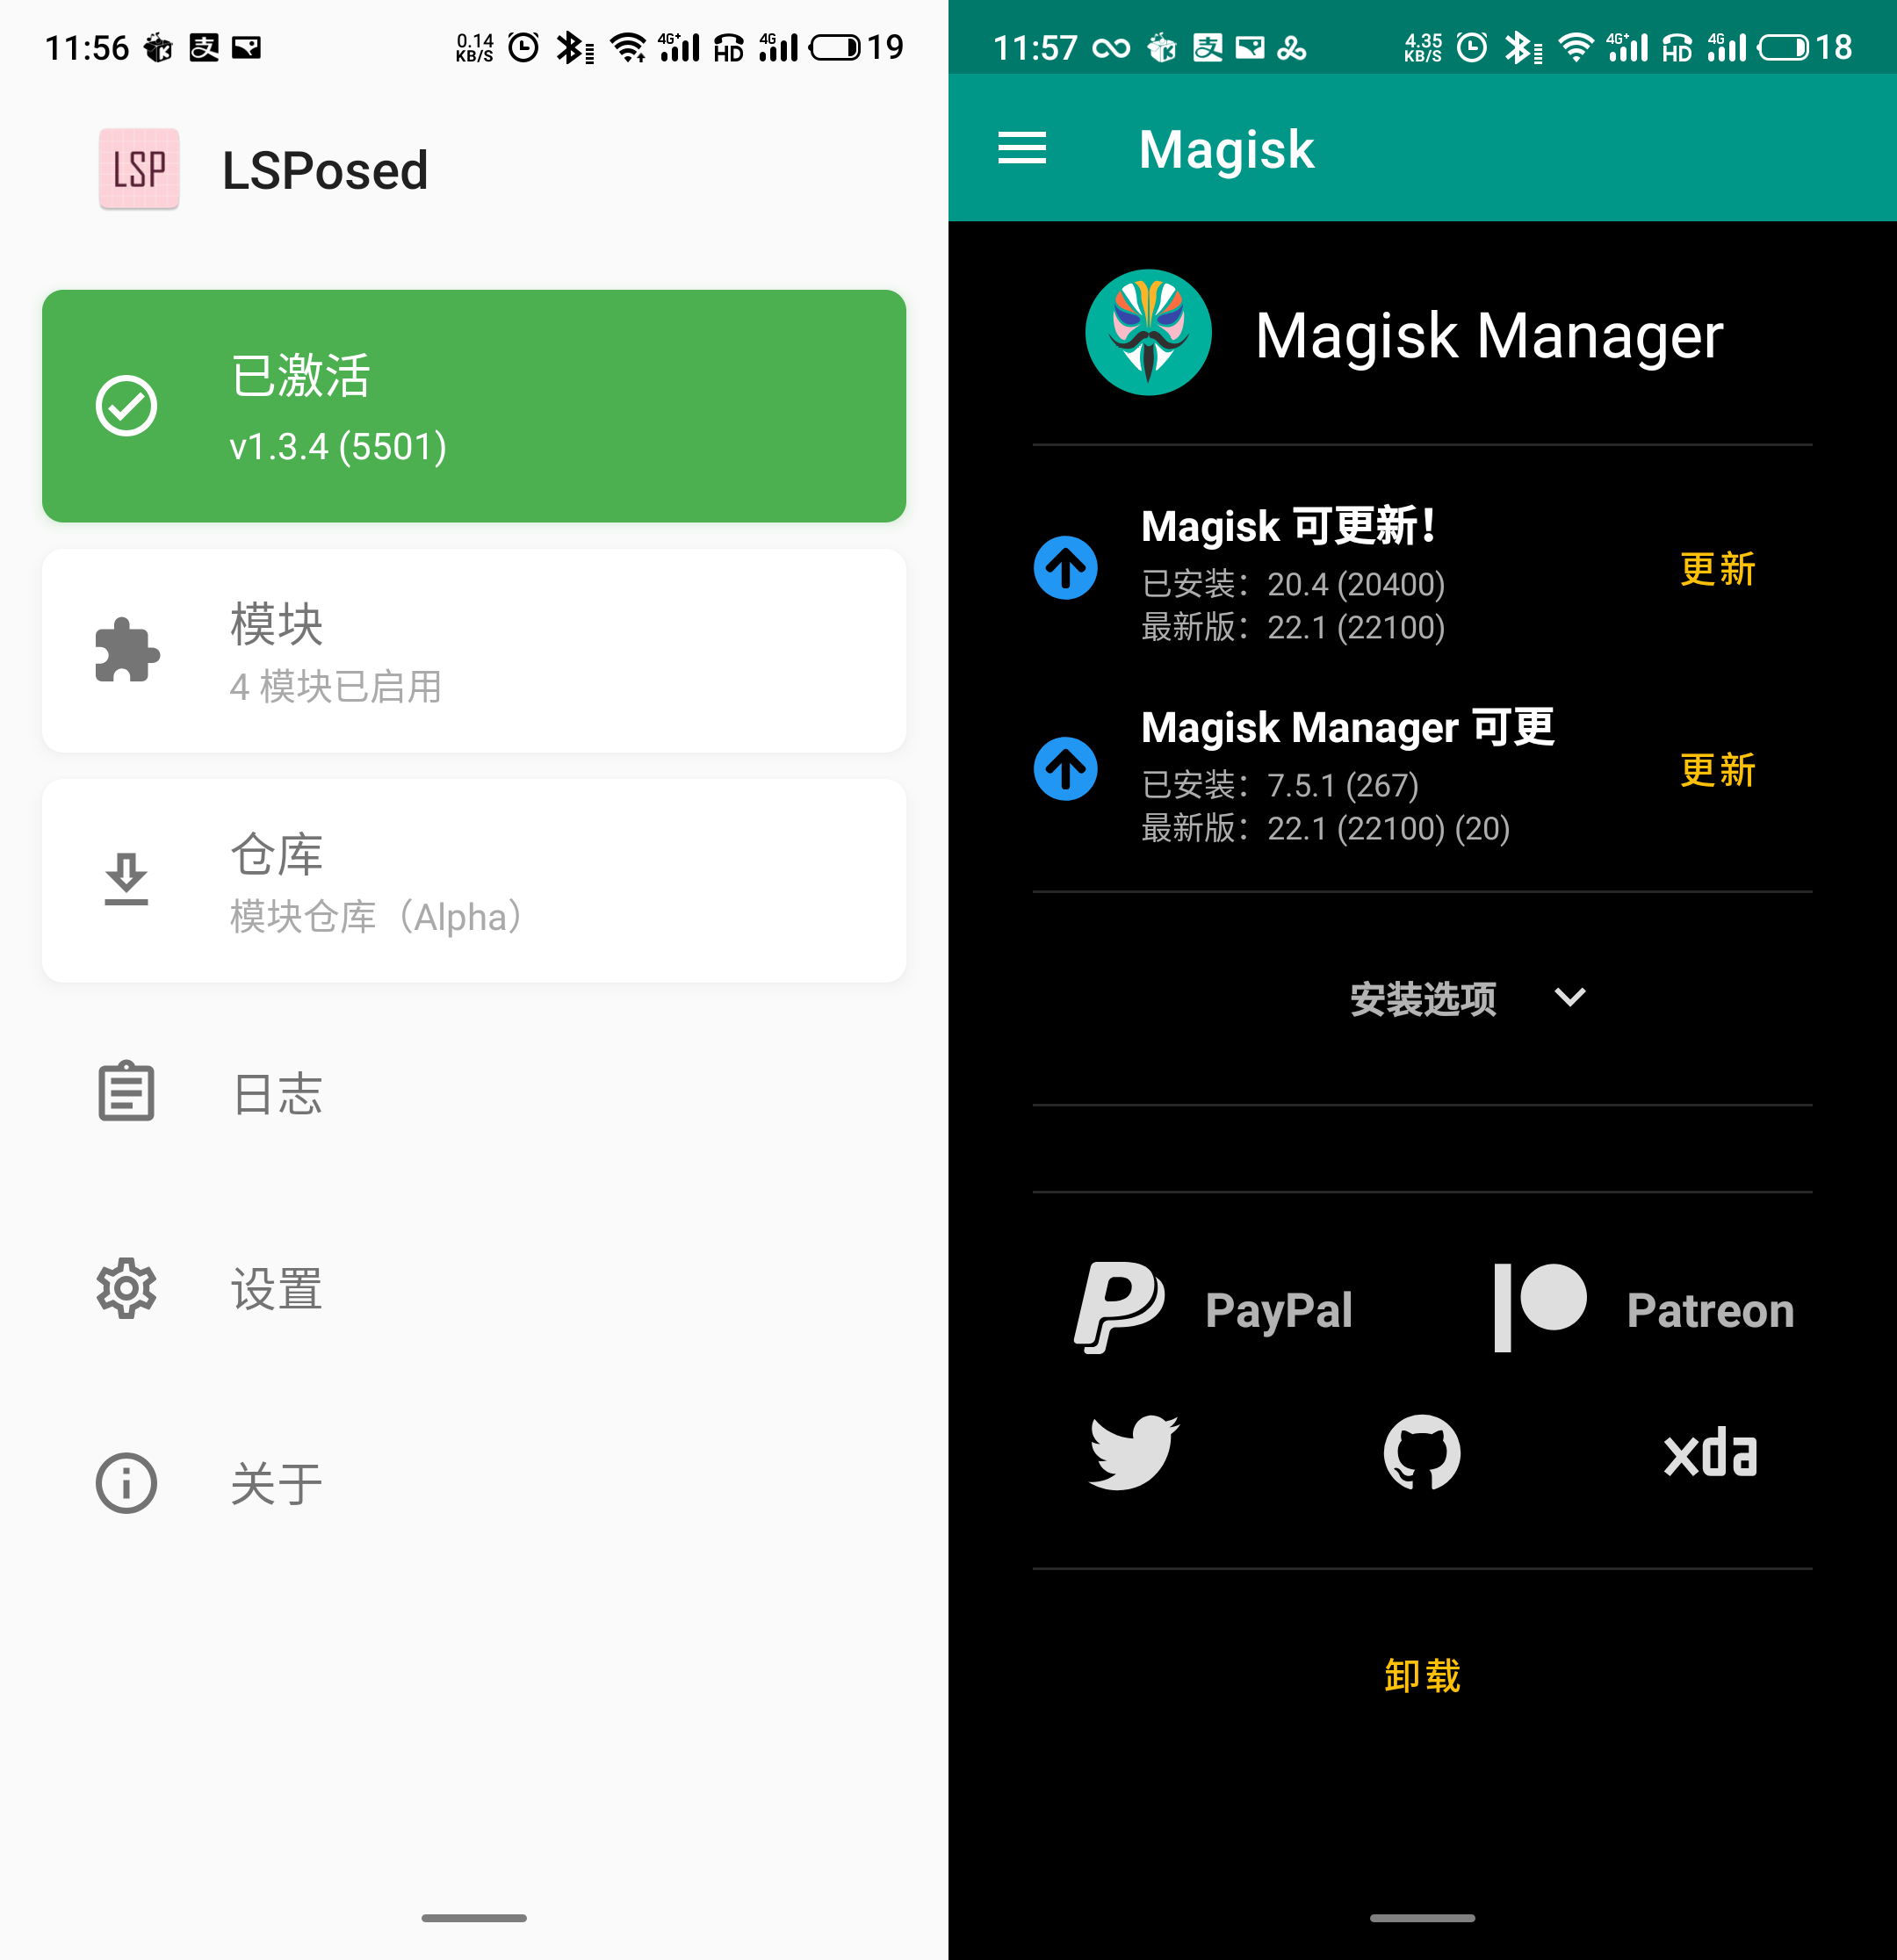 11:56
0.14
KB/S
4G+
HD
4G
19
LSP
LSPosed
已激活
v1.3.4 (5501)
模块
4 模块已启用
仓库
模块仓库（Alpha）
日志
设置
关于
11:57
4.35
KB/S
4G+
HD
4G
18
Magisk
Magisk Manager
Magisk 可更新！
已安装：20.4 (20400)
最新版：22.1 (22100)
更新
Magisk Manager 可更
已安装：7.5.1 (267)
最新版：22.1 (22100) (20)
更新
安装选项
PayPal
Patreon
xda
卸载